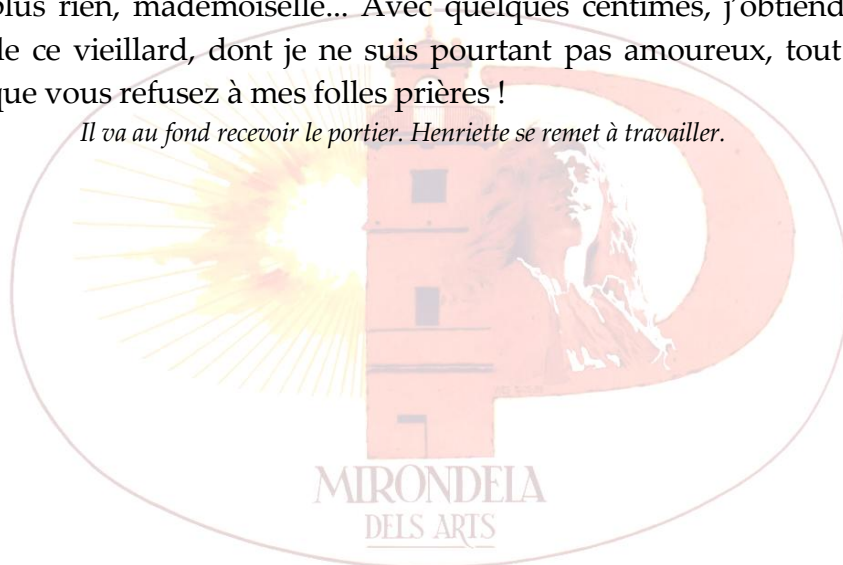 plus rien, mademoiselle... Avec quelques centimes, j’obtiend
de ce vieillard, dont je ne suis pourtant pas amoureux, tout
que vous refusez à mes folles prières !
Il va au fond recevoir le portier. Henriette se remet à travailler.
MIRONDELA
DELS ARTS